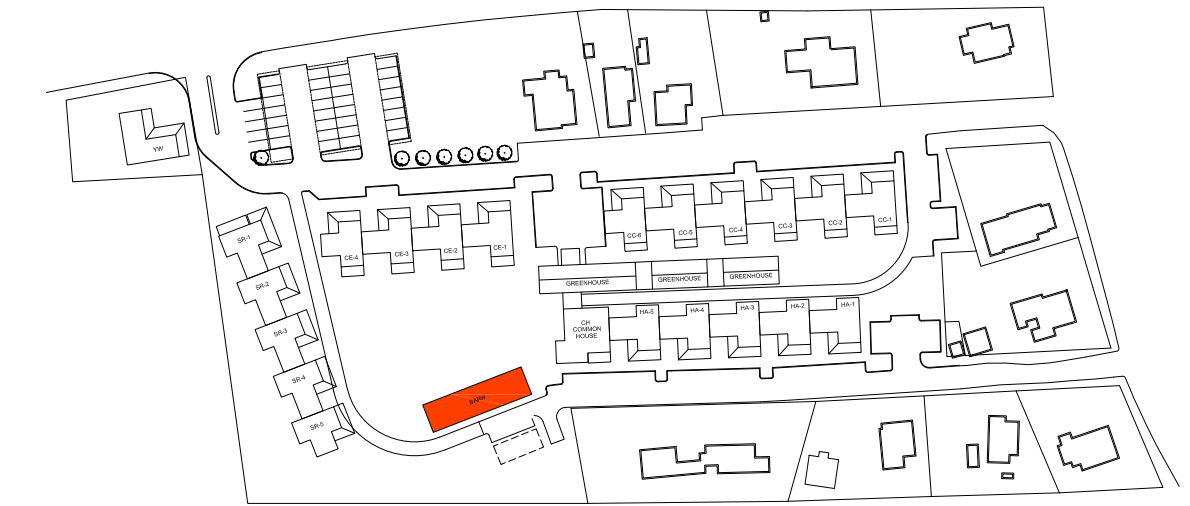 YW
CC-1
CC-2
CC-3
CC-4
CC-5
CC-6
CE-1
CE-2
CE-3
CE-4
SR-1
SR-2
SR-3
SR-4
SR-5
GREENHOUSE
GREENHOUSE
GREENHOUSE
HA-1
HA-2
HA-3
HA-4
HA-5
CH
COMMON
HOUSE
BARN